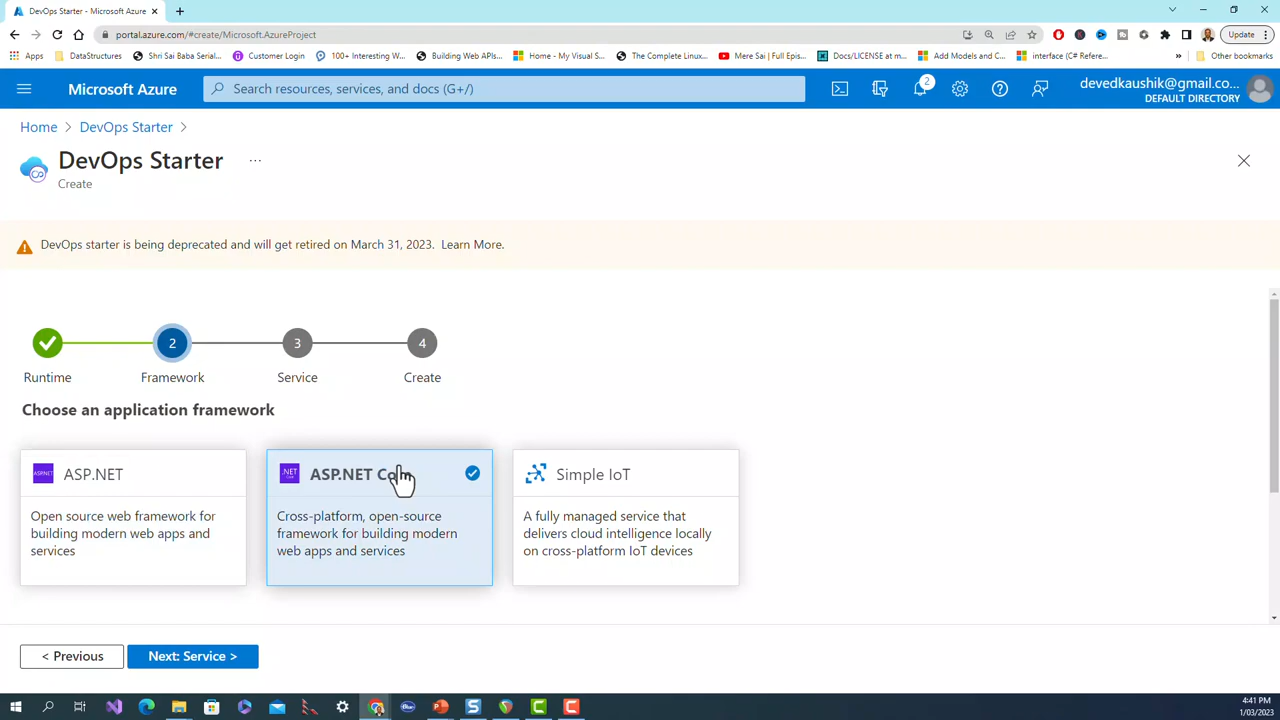 DevOps Starter - Microsoft Azure
portal.azure.com/#create/Microsoft.AzureProject
Update
Apps
DataStructures
Shri Sai Baba Serial...
Customer Login
100+ Interesting W...
Building Web APIs...
Home - My Visual S...
The Complete Linux...
Mere Sai | Full Epis...
Docs/LICENSE at m...
Add Models and C...
interface (C# Refere...
»
Other bookmarks
Microsoft Azure
Search resources, services, and docs (G+/)
2
devedkaushik@gmail.co...
DEFAULT DIRECTORY
Home > DevOps Starter >
DevOps Starter ...
Create
DevOps starter is being deprecated and will get retired on March 31, 2023. Learn More.
2
3
4
Runtime
Framework
Service
Create
Choose an application framework
ASPNET
ASP.NET
Open source web framework for
building modern web apps and
services
.NET
ASP.NET
Cross-platform, open-source
framework for building modern
web apps and services
Simple IoT
A fully managed service that
delivers cloud intelligence locally
on cross-platform IoT devices
< Previous
Next: Service >
4:41 PM
1/03/2023